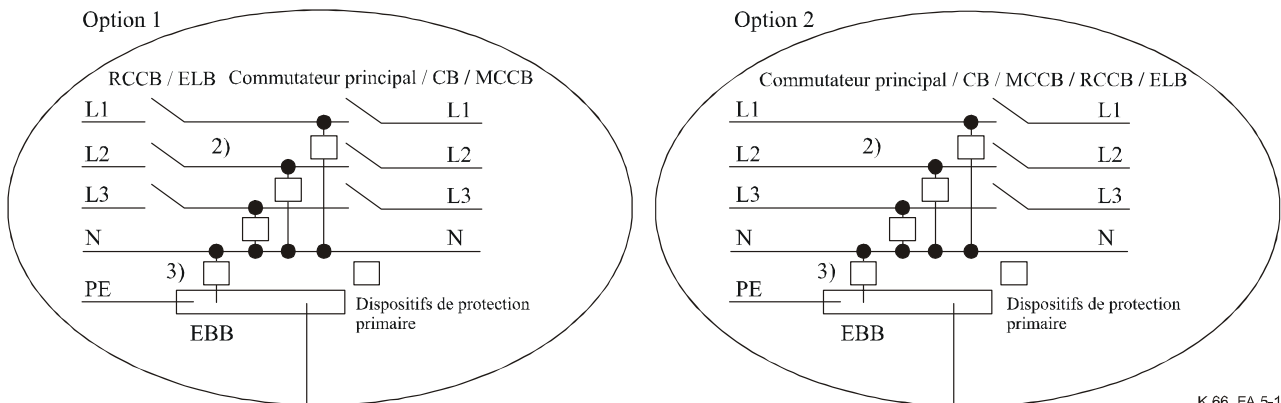 Option 1
RCCB / ELB Commutateur principal / CB / MCCB
L1 L1
2)
L2 L2
L3 L3
N N
3)
PE
Dispositifs de protection
primaire
EBB
Option 2
Commutateur principal / CB / MCCB / RCCB / ELB
L1 L1
2)
L2 L2
L3 L3
N N
3)
PE
Dispositifs de protection
primaire
EBB
K.66_FA.5-1